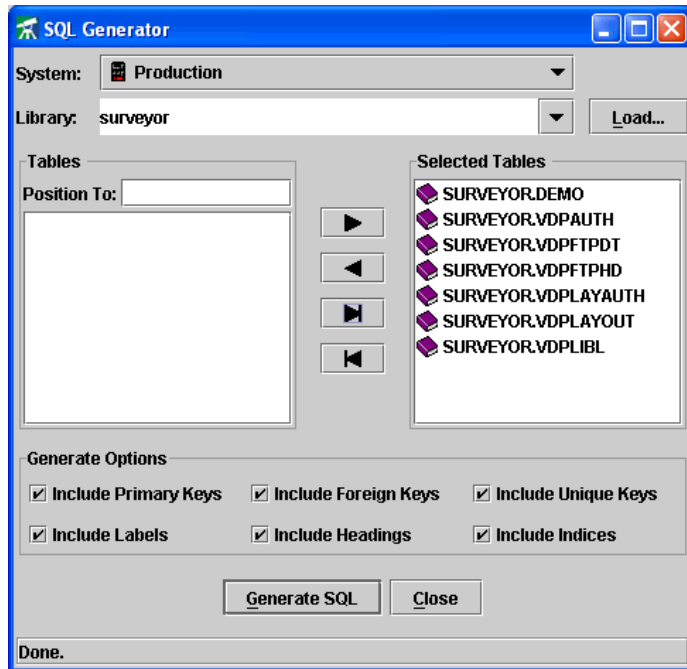 SQL Generator
System: Production
Library: surveyor Load...
Tables
Position To:
Selected Tables
SURVEYOR.DEMO
SURVEYOR.VDPAUTH
SURVEYOR.VDPFTPDT
SURVEYOR.VDPFTPHD
SURVEYOR.VDPLAYAUTH
SURVEYOR.VDPLAYOUT
SURVEYOR.VDPLIBL
Generate Options
Include Primary Keys Include Foreign Keys Include Unique Keys
Include Labels Include Headings Include Indices
Generate SQL Close
Done.